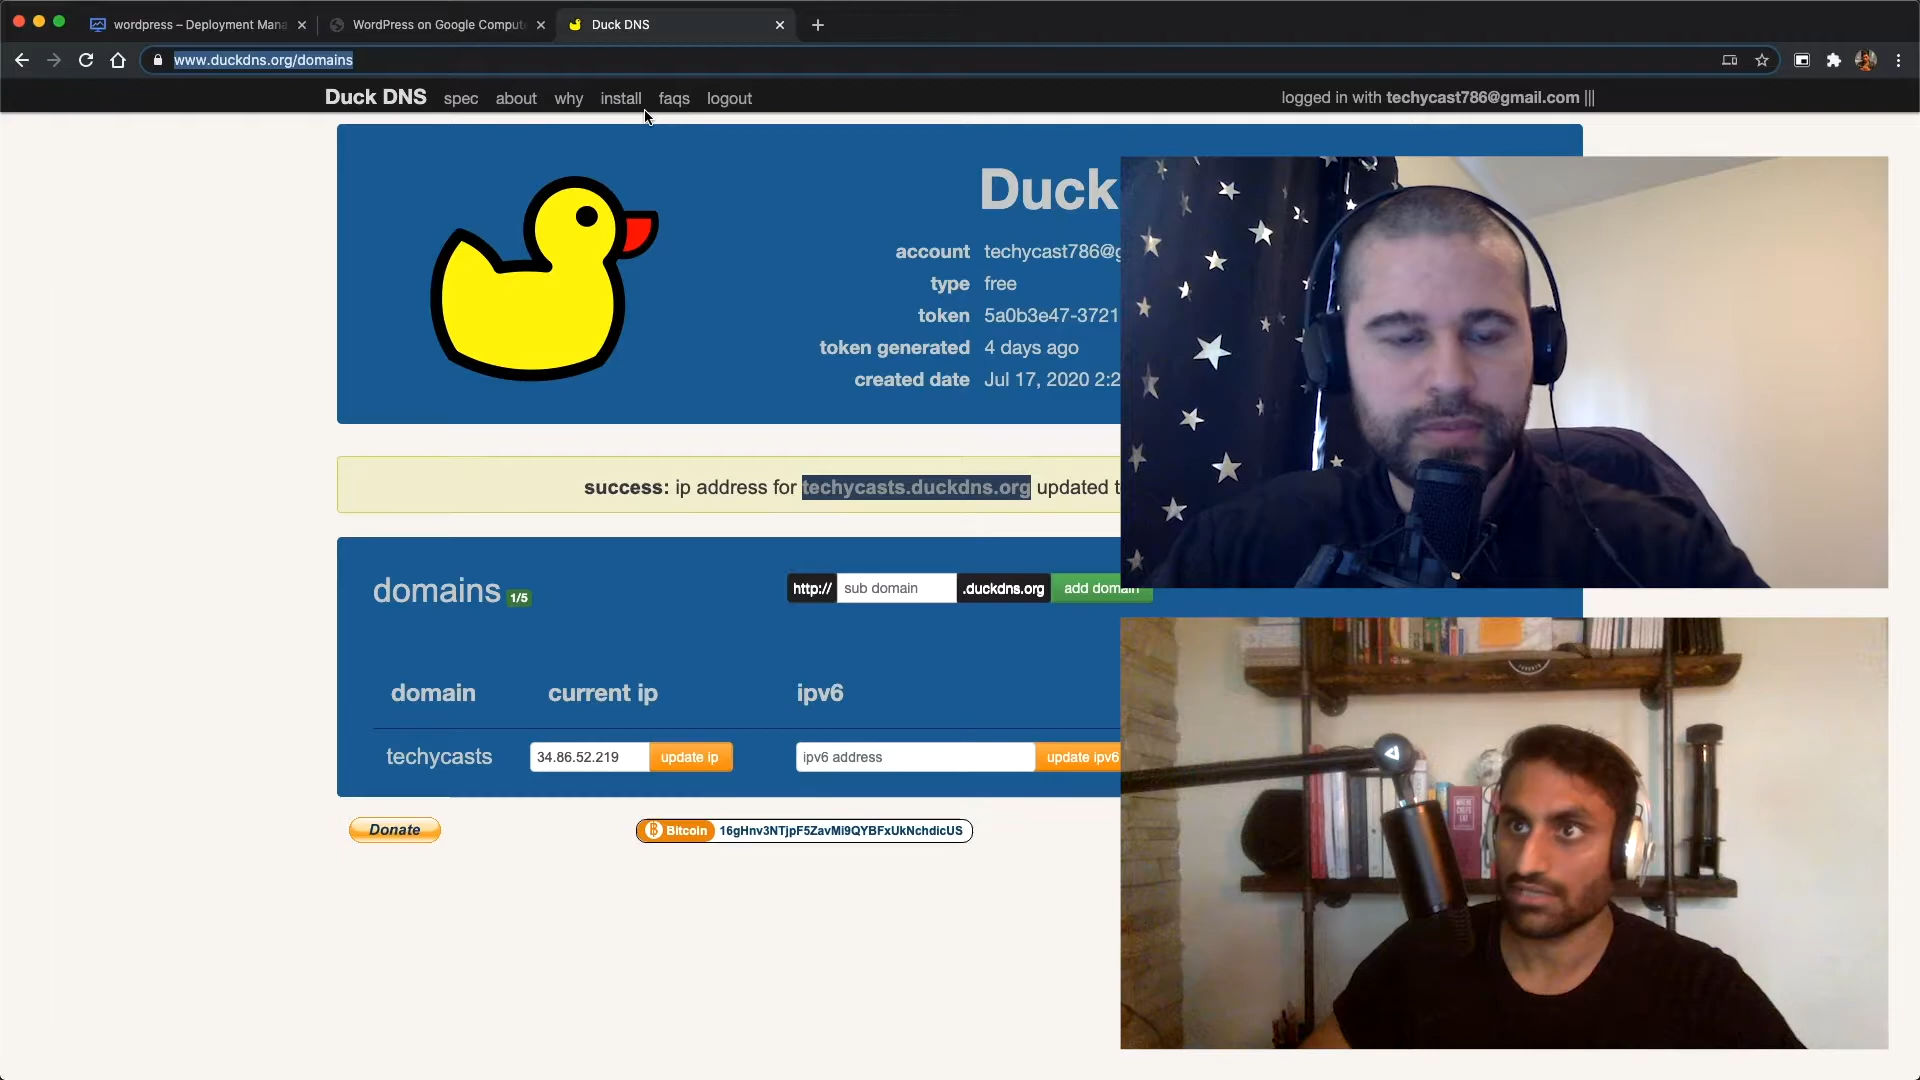 wordpress – Deployment Mana
WordPress on Google Comput
Duck DNS
www.duckdns.org/domains
Duck DNS spec about why install faqs logout
logged in with techycast786@gmail.com |||
Duck
account techycast786@g
type free
token 5a0b3e47-3721
token generated 4 days ago
created date Jul 17, 2020 2:2
success: ip address for techycasts.duckdns.org updated t
domains 1/5
http:// sub domain .duckdns.org add domain
domain current ip ipv6
techycasts 34.86.52.219 update ip ipv6 address update ipv6
Donate
Bitcoin 16gHnv3NTjpF5ZavMi9QYBFxUkNchdicUS